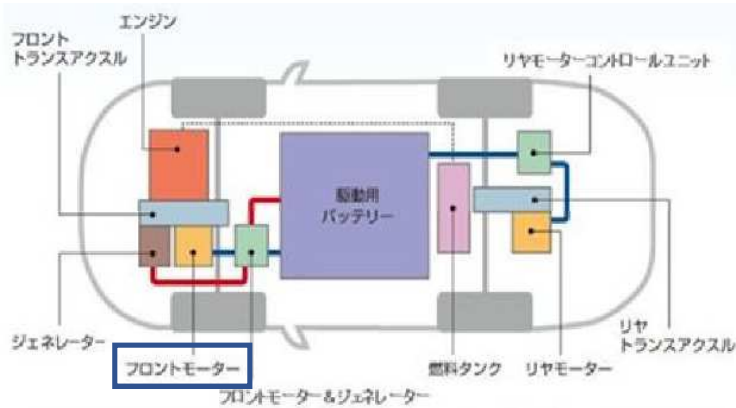 エンジン
フロント
トランスアクスル
リヤモーターコントロールユニット
駆動用
バッテリー
ジェネレーター
フロントモーター
燃料タンク
リヤモーター
リヤ
トランスアクスル
フロントモーター&ジェネレーター